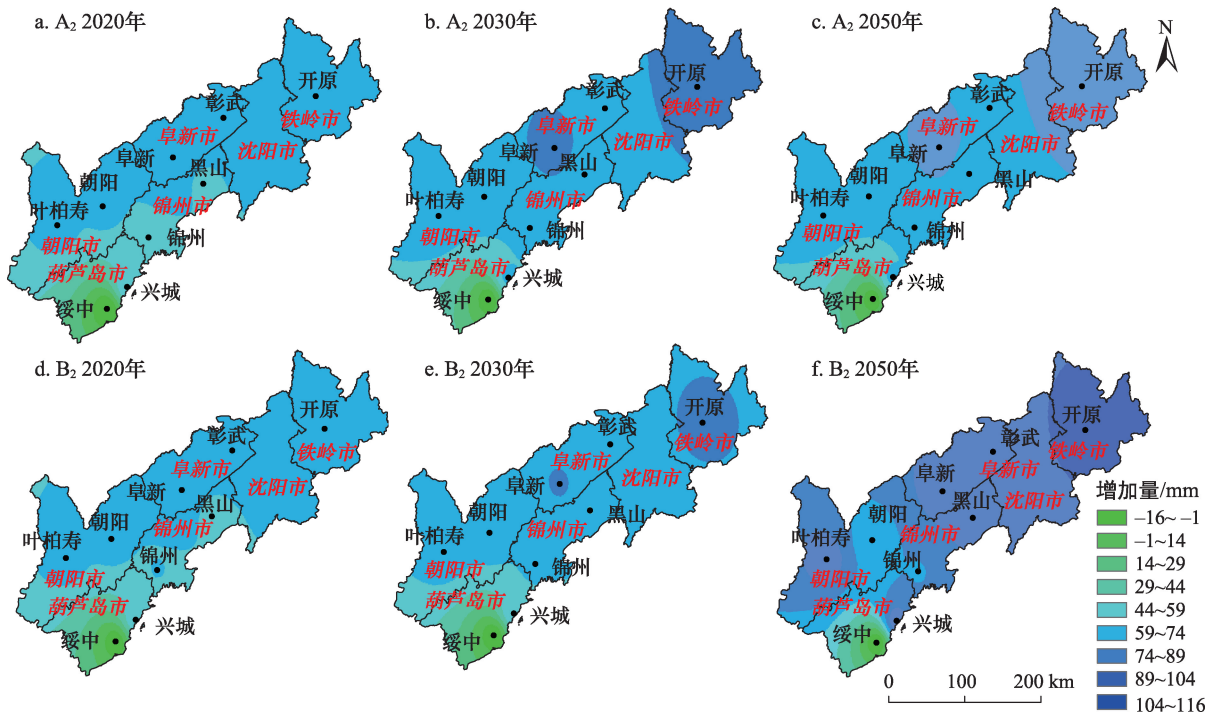 a. A₂ 2020年
开原
彰武
铁岭市
阜新市
沈阳市
阜新
黑山
朝阳
叶柏寿
锦州市
锦州
朝阳市
葫芦岛市
兴城
绥中
b. A₂ 2030年
开原
彰武
铁岭市
阜新市
沈阳市
阜新
黑山
朝阳
叶柏寿
锦州市
锦州
朝阳市
葫芦岛市
兴城
绥中
c. A₂ 2050年
N
开原
彰武
铁岭市
阜新市
沈阳市
阜新
黑山
朝阳
叶柏寿
锦州市
锦州
朝阳市
葫芦岛市
兴城
绥中
d. B₂ 2020年
开原
彰武
铁岭市
阜新市
沈阳市
阜新
黑山
朝阳
叶柏寿
锦州市
锦州
朝阳市
葫芦岛市
兴城
绥中
e. B₂ 2030年
开原
彰武
铁岭市
阜新市
沈阳市
阜新
黑山
朝阳
叶柏寿
锦州市
锦州
朝阳市
葫芦岛市
兴城
绥中
f. B₂ 2050年
开原
彰武
铁岭市
阜新市
沈阳市
阜新
黑山
朝阳
叶柏寿
锦州市
锦州
朝阳市
葫芦岛市
兴城
绥中
增加量/mm
–16~ –1
–1~14
14~29
29~44
44~59
59~74
74~89
89~104
104~116
0 100 200 km